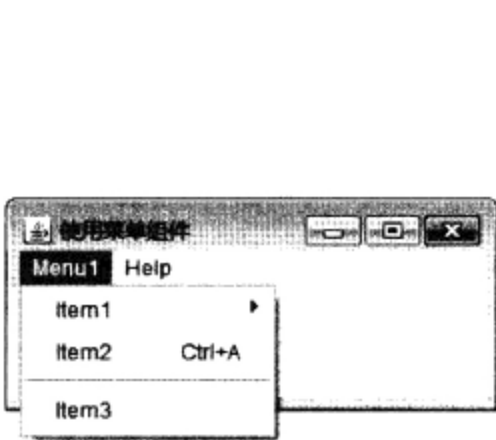 使用菜单组件
Menu1 Help
Item1
Item2 Ctrl+A
Item3